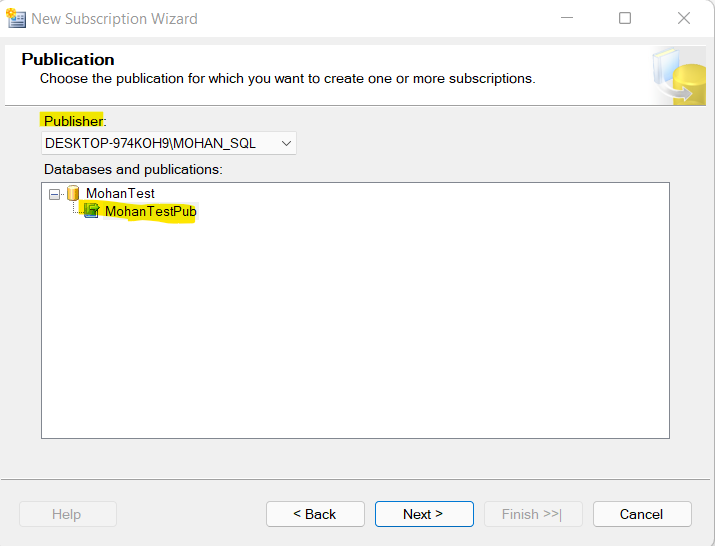 New Subscription Wizard
Publication
Choose the publication for which you want to create one or more subscriptions.
Publisher:
DESKTOP-974KOH9\MOHAN_SQL
Databases and publications:
MohanTest
MohanTestPub
Help
< Back
Next >
Finish >>|
Cancel